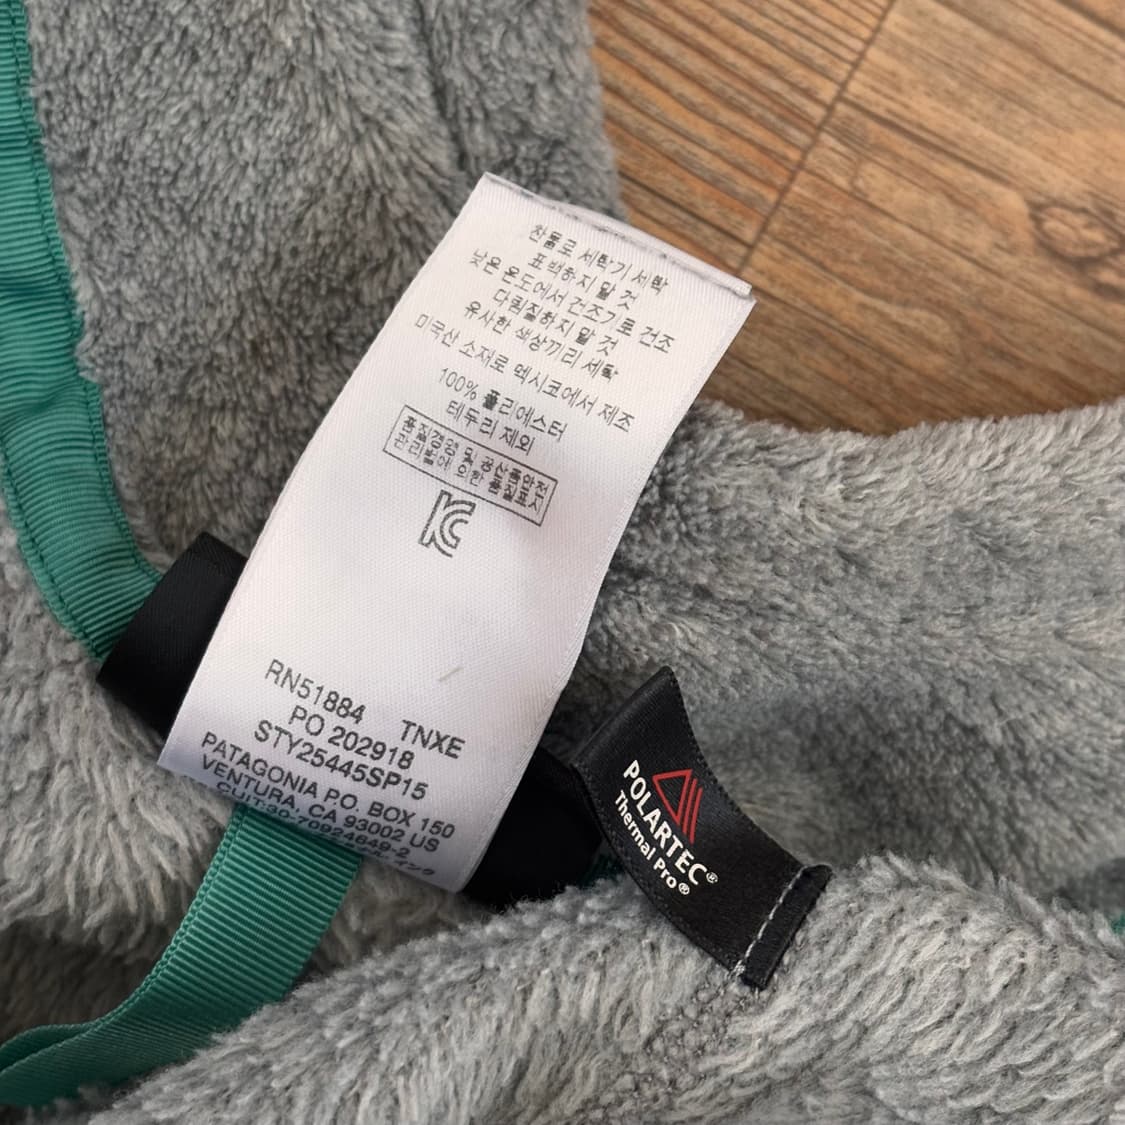 찬물로 세탁기 세탁
표백하지 말 것
낮은 온도에서 건조기로 건조
다림질하지 말 것
유사한 색상끼리 세탁
미국산 소재로 멕시코에서 제조
100% 폴리에스터
테두리 제외
품질경영 및 공산품안전
관리법에 의한 품질표시
RN51884 TNXE
PO 202918
STY25445SP15
PATAGONIA P.O. BOX 150
VENTURA, CA 93002 US
CUIT:30-70924649-2
POLARTEC®
Thermal Pro®